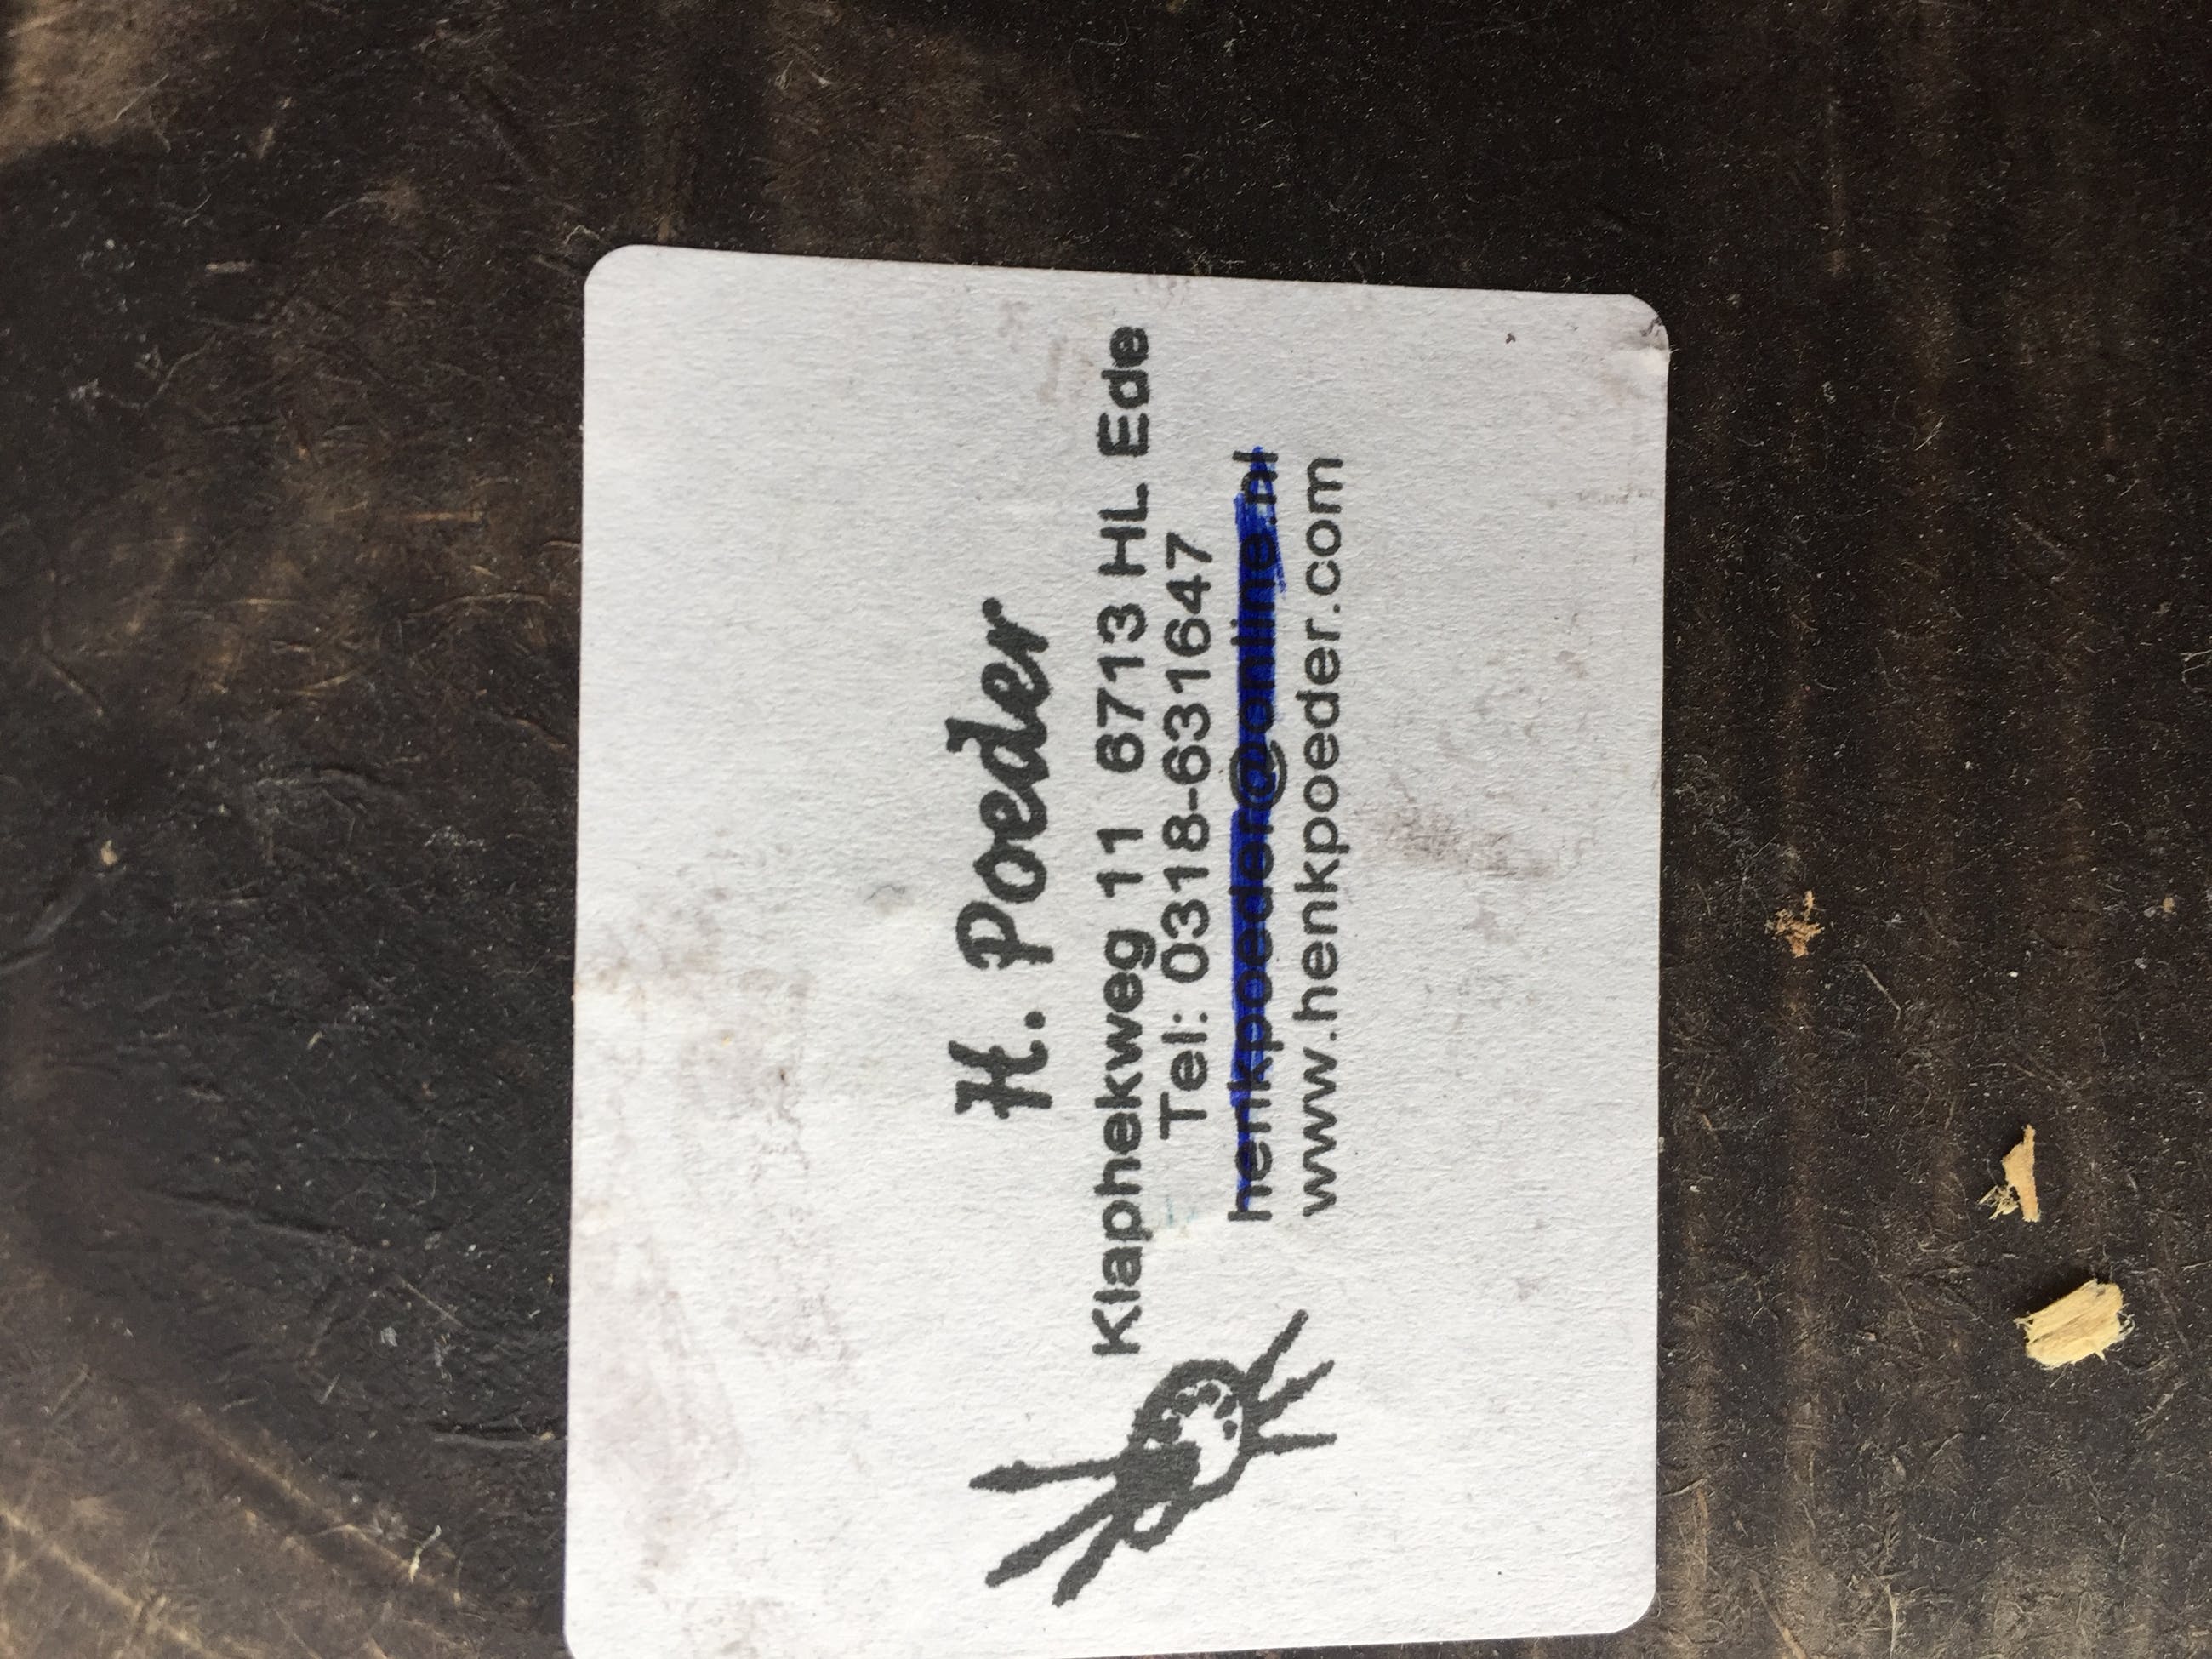 H. Poeder
Klaphekweg 11 6713 HL Ede
Tel: 0318-631647
henkpoeder@online.nl
www.henkpoeder.com